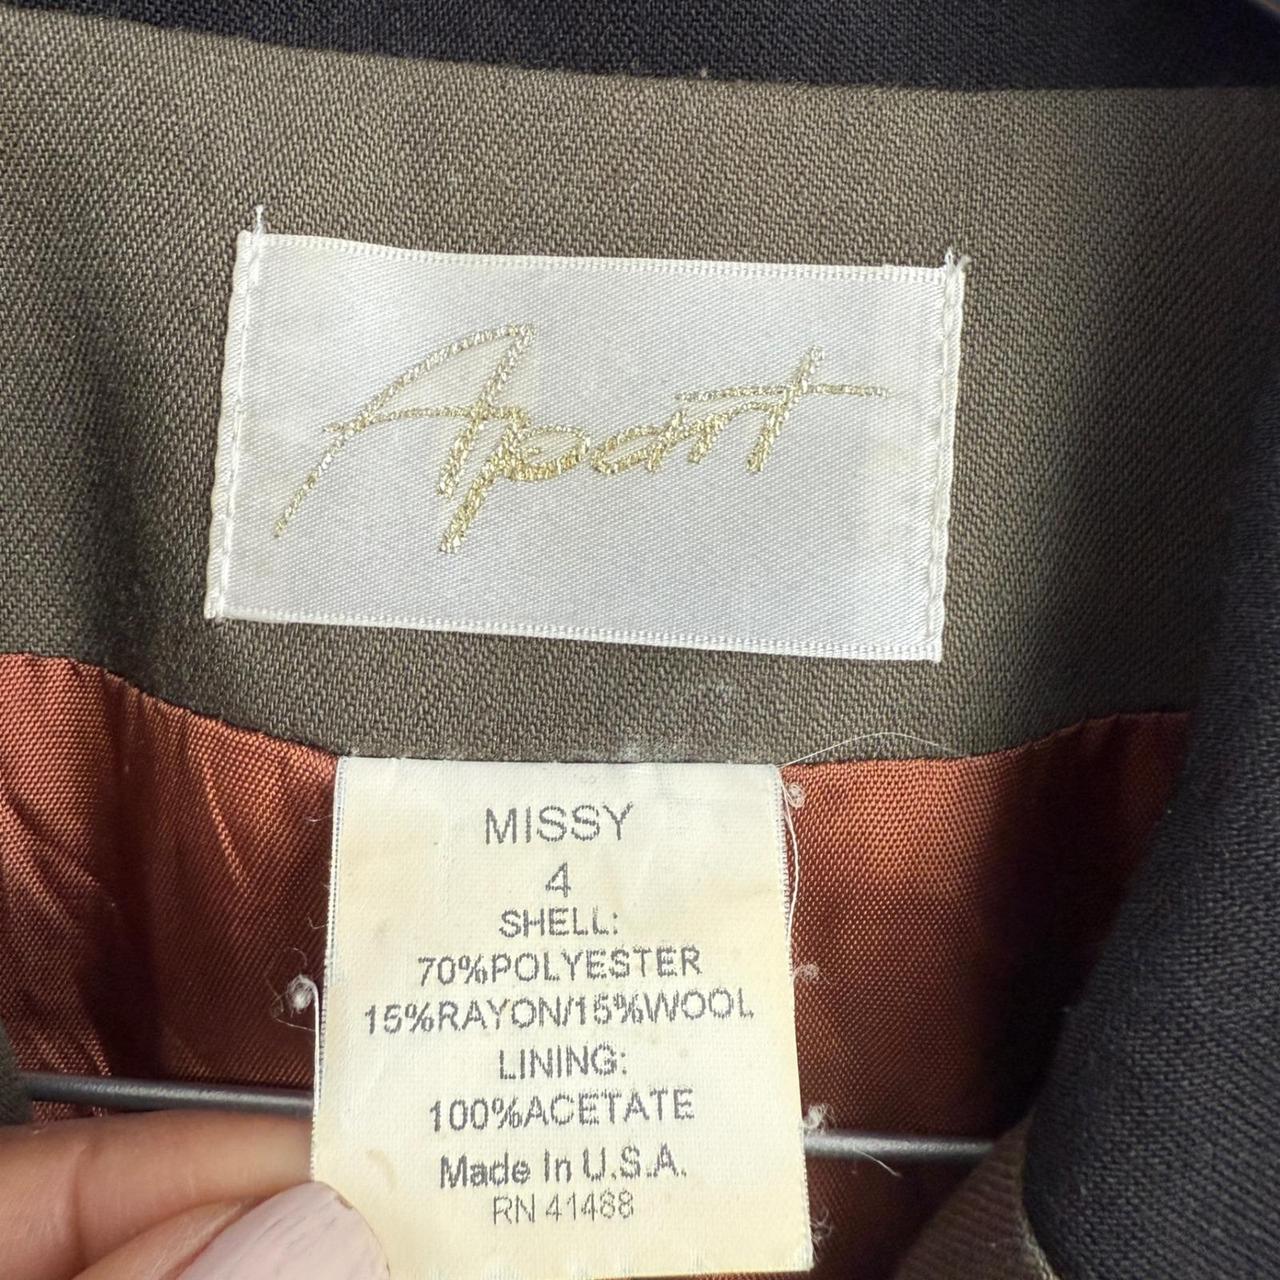 Apart
MISSY
4
SHELL:
70%POLYESTER
15%RAYON/15%WOOL
LINING:
100%ACETATE
Made In U.S.A.
RN 41488